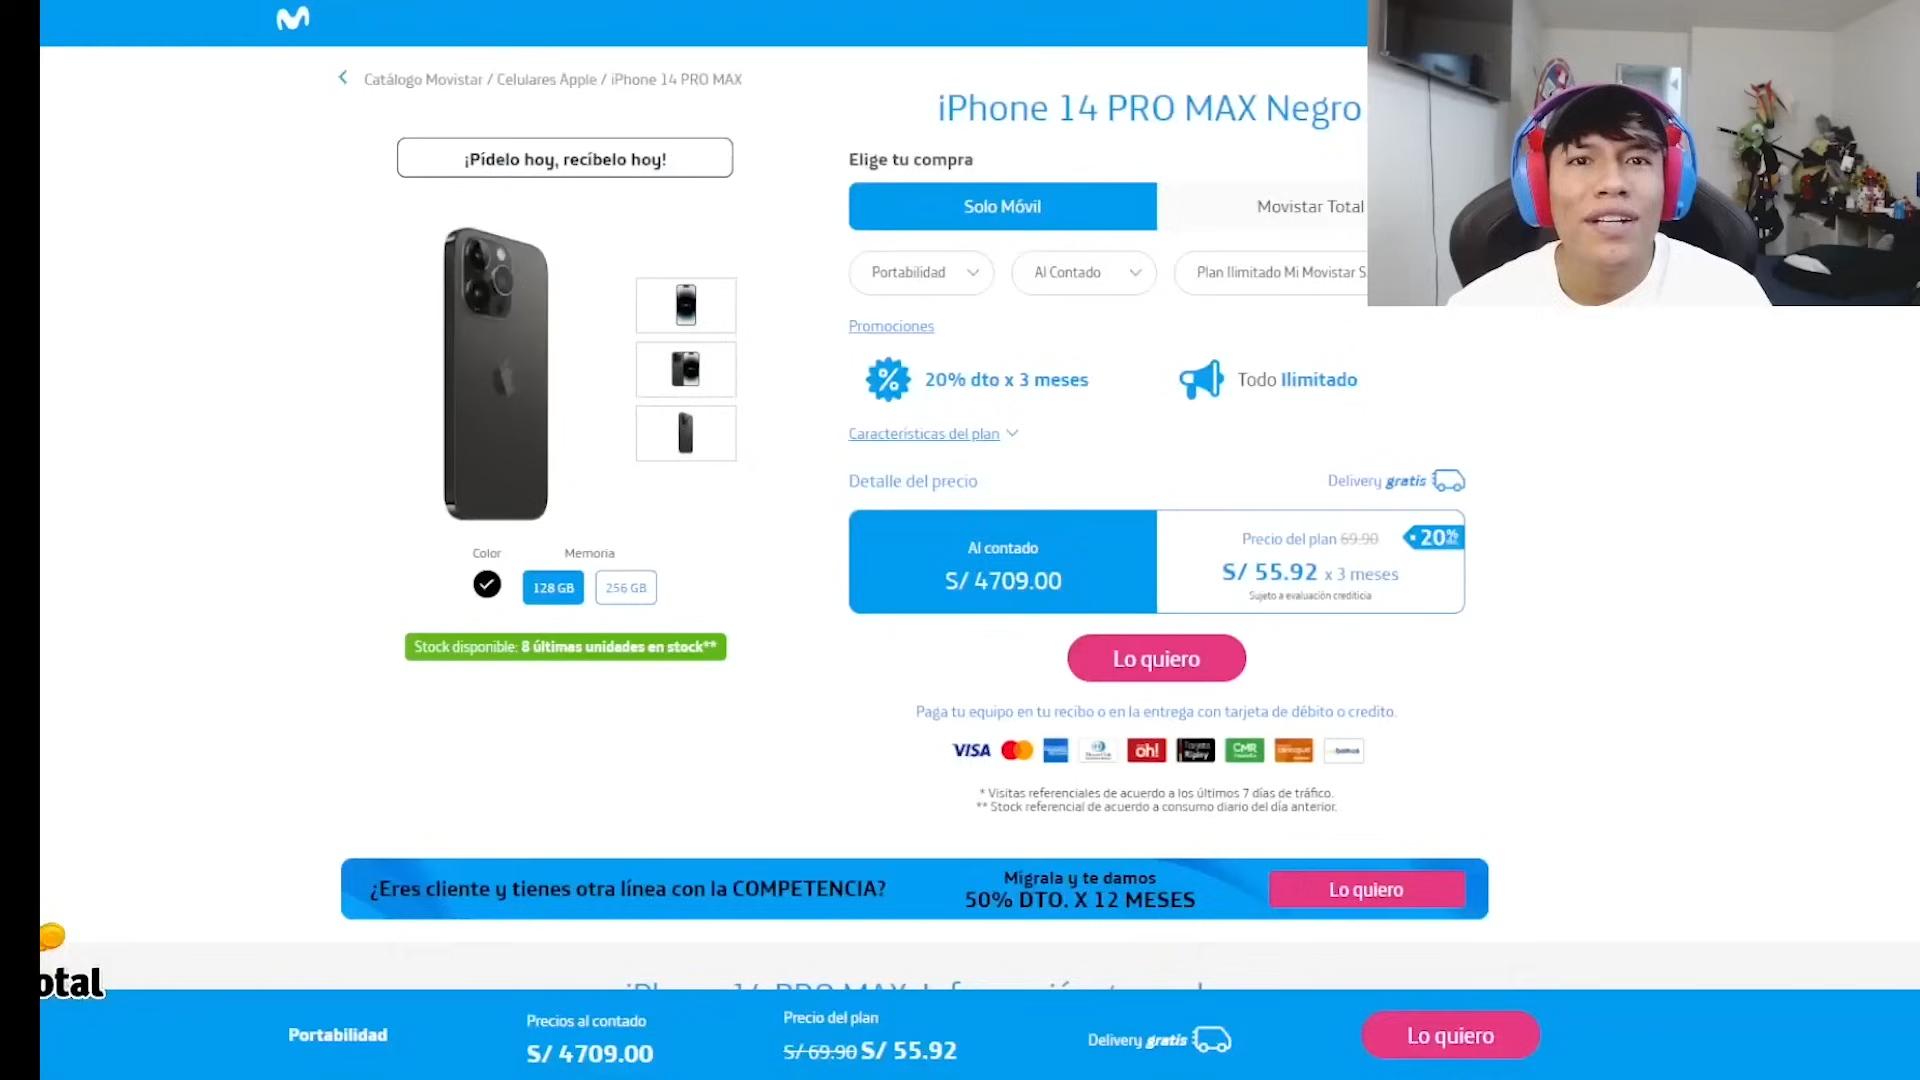 Catálogo Movistar / Celulares Apple / iPhone 14 PRO MAX
¡Pídelo hoy, recíbelo hoy!
Color
Memoria
128 GB
256 GB
Stock disponible: 8 últimas unidades en stock**
iPhone 14 PRO MAX Negro
Elige tu compra
Solo Móvil
Movistar Total
Portabilidad
Al Contado
Plan Ilimitado Mi Movistar S
Promociones
20% dto x 3 meses
Todo Ilimitado
Características del plan
Detalle del precio
Delivery gratis
Al contado
S/ 4709.00
Precio del plan 69.90
20%
S/ 55.92 x 3 meses
Sujeto a evaluación crediticia
Lo quiero
Paga tu equipo en tu recibo o en la entrega con tarjeta de débito o credito.
VISA
oh!
Ripley
CMR
* Visitas referenciales de acuerdo a los últimos 7 días de tráfico.
** Stock referencial de acuerdo a consumo diario del día anterior.
¿Eres cliente y tienes otra línea con la COMPETENCIA?
Mígrala y te damos
50% DTO. X 12 MESES
Lo quiero
otal
Portabilidad
Precios al contado
S/ 4709.00
Precio del plan
S/ 69.90 S/ 55.92
Delivery gratis
Lo quiero